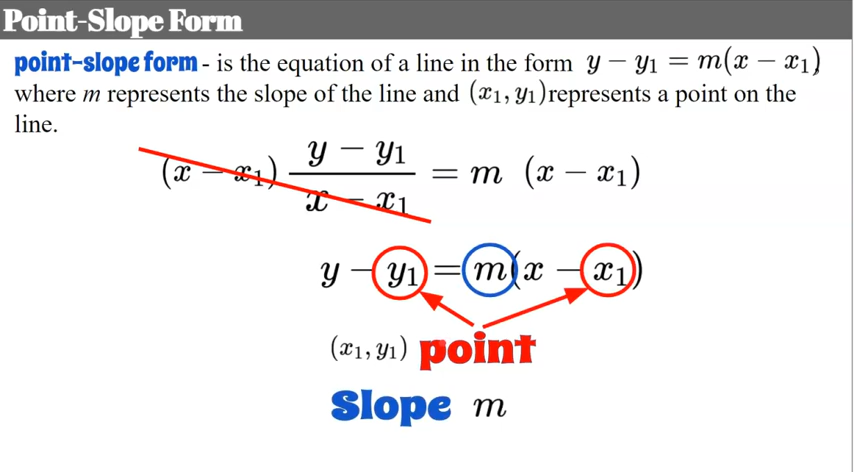 Point-Slope Form
point-slope form - is the equation of a line in the form y − y₁ = m(x − x₁)
where m represents the slope of the line and (x₁, y₁)represents a point on the
line.
(x − x₁) (y − y₁)/(x − x₁) = m (x − x₁)
y − y₁ = m(x − x₁)
(x₁, y₁) point
Slope m